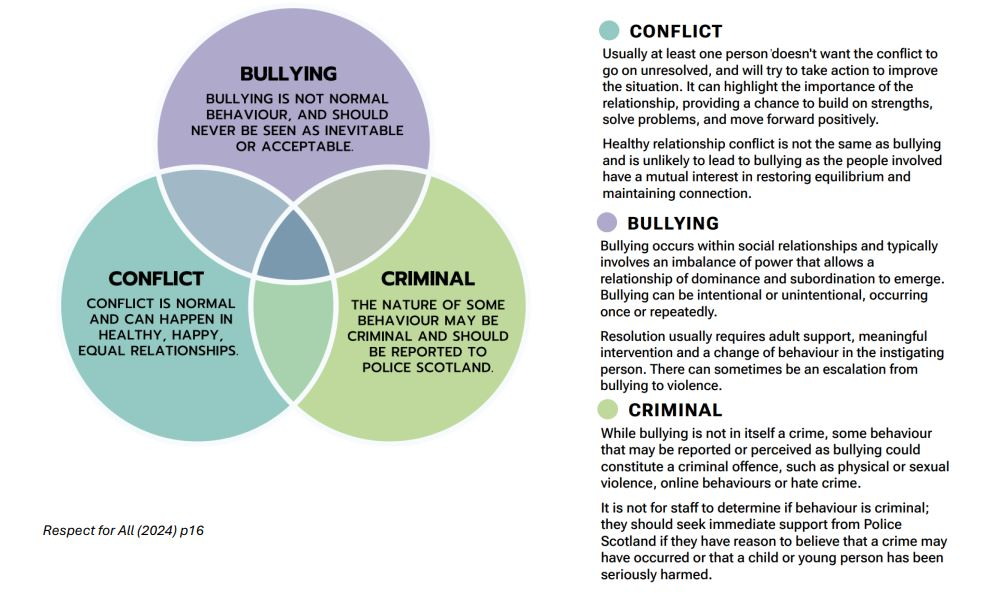 BULLYING
BULLYING IS NOT NORMAL
BEHAVIOUR, AND SHOULD
NEVER BE SEEN AS INEVITABLE
OR ACCEPTABLE.
CONFLICT
CONFLICT IS NORMAL
AND CAN HAPPEN IN
HEALTHY, HAPPY,
EQUAL RELATIONSHIPS.
CRIMINAL
THE NATURE OF SOME
BEHAVIOUR MAY BE
CRIMINAL AND SHOULD
BE REPORTED TO
POLICE SCOTLAND.
Respect for All (2024) p16
CONFLICT
Usually at least one person doesn't want the conflict to
go on unresolved, and will try to take action to improve
the situation. It can highlight the importance of the
relationship, providing a chance to build on strengths,
solve problems, and move forward positively.
Healthy relationship conflict is not the same as bullying
and is unlikely to lead to bullying as the people involved
have a mutual interest in restoring equilibrium and
maintaining connection.
BULLYING
Bullying occurs within social relationships and typically
involves an imbalance of power that allows a
relationship of dominance and subordination to emerge.
Bullying can be intentional or unintentional, occurring
once or repeatedly.
Resolution usually requires adult support, meaningful
intervention and a change of behaviour in the instigating
person. There can sometimes be an escalation from
bullying to violence.
CRIMINAL
While bullying is not in itself a crime, some behaviour
that may be reported or perceived as bullying could
constitute a criminal offence, such as physical or sexual
violence, online behaviours or hate crime.
It is not for staff to determine if behaviour is criminal;
they should seek immediate support from Police
Scotland if they have reason to believe that a crime may
have occurred or that a child or young person has been
seriously harmed.